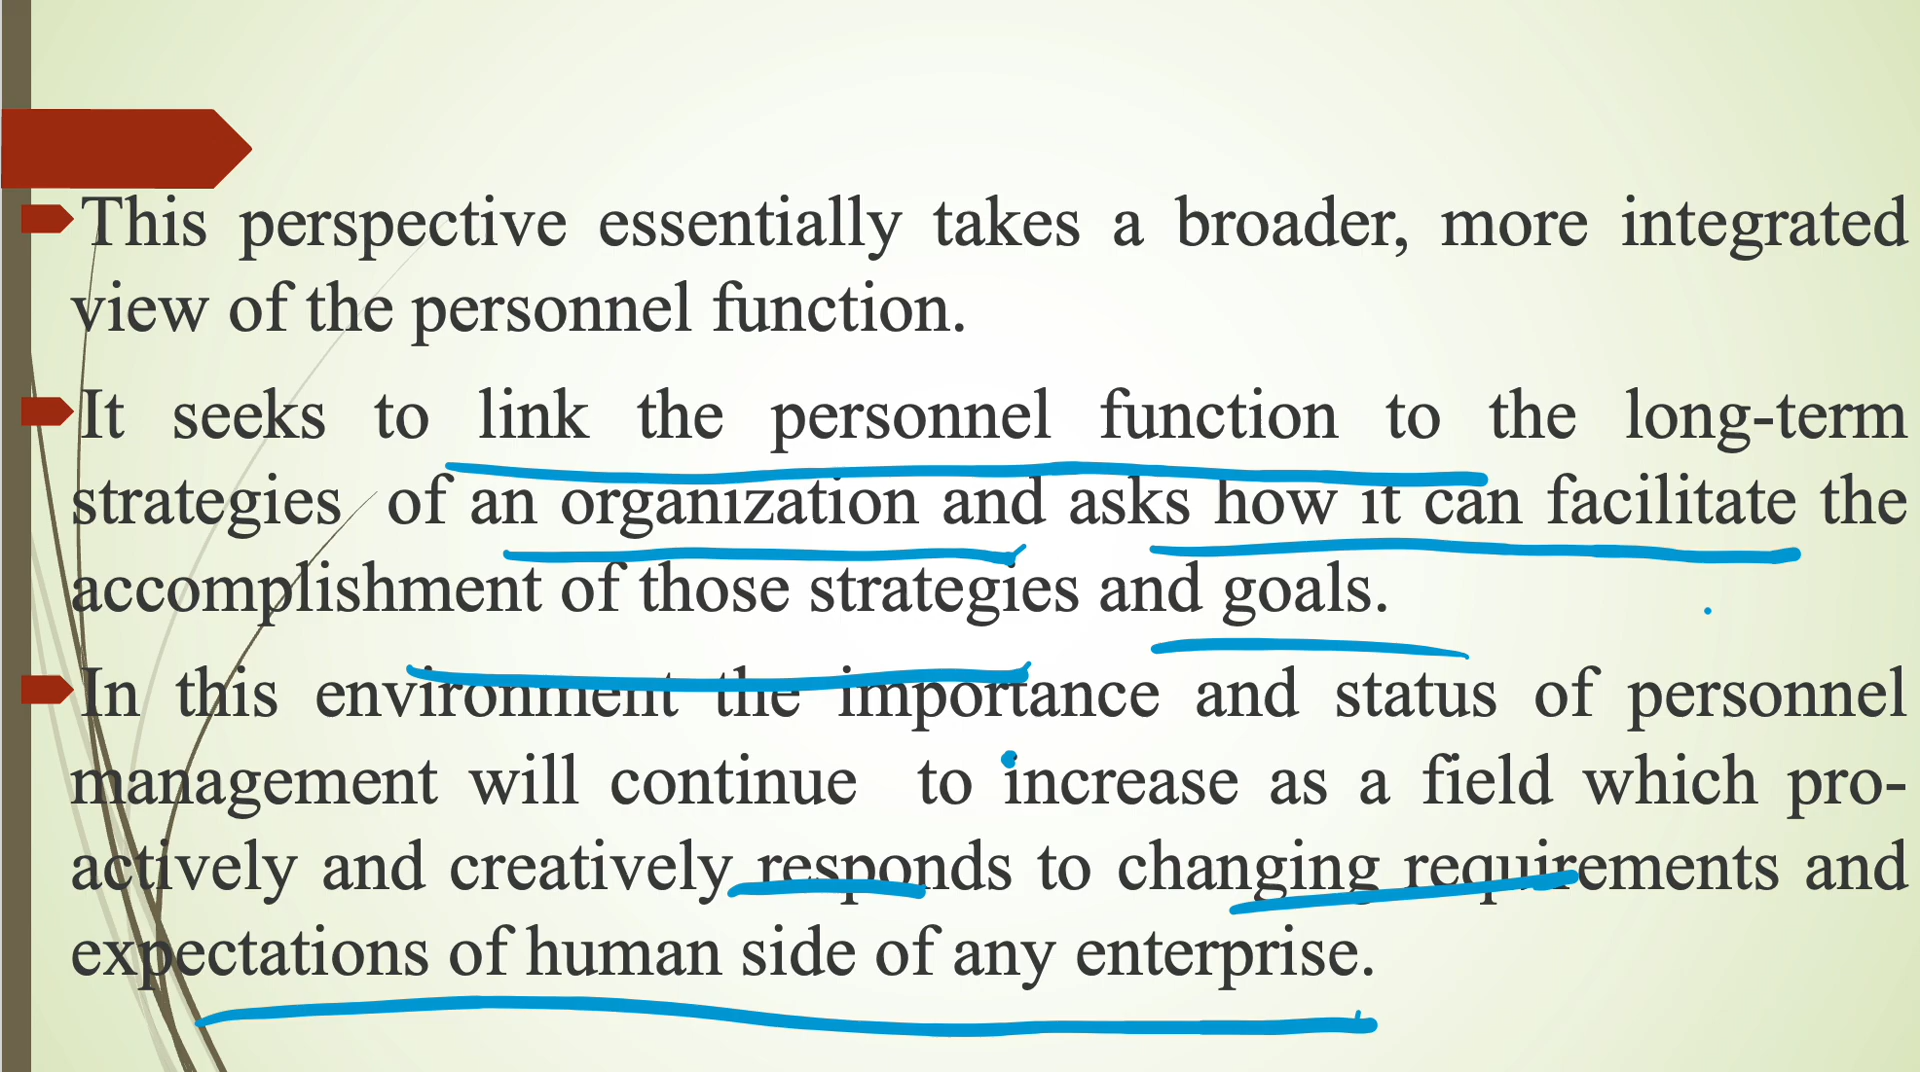 This perspective essentially takes a broader, more integrated
view of the personnel function.
It seeks to link the personnel function to the long-term
strategies of an organization and asks how it can facilitate the
accomplishment of those strategies and goals.
In this environment the importance and status of personnel
management will continue to increase as a field which pro-
actively and creatively responds to changing requirements and
expectations of human side of any enterprise.